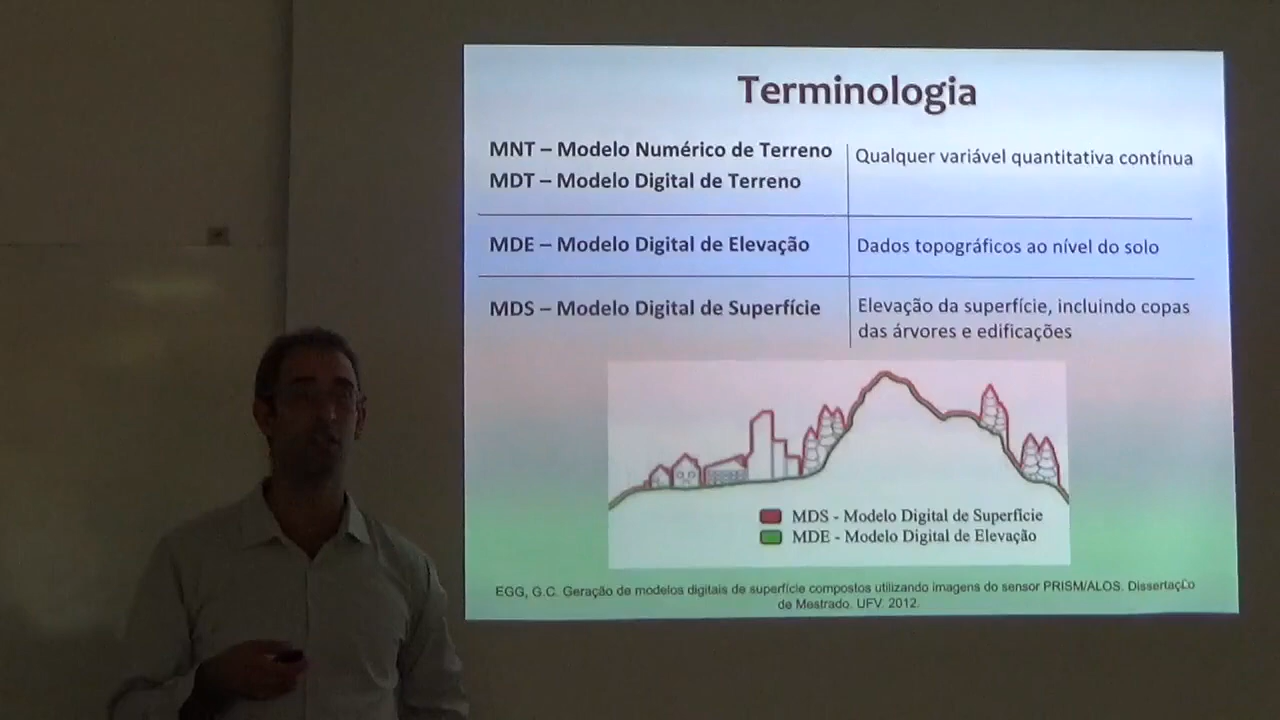 Terminologia
MNT – Modelo Numérico de Terreno
MDT – Modelo Digital de Terreno
Qualquer variável quantitativa contínua
MDE – Modelo Digital de Elevação
Dados topográficos ao nível do solo
MDS – Modelo Digital de Superfície
Elevação da superfície, incluindo copas
das árvores e edificações
MDS - Modelo Digital de Superfície
MDE - Modelo Digital de Elevação
EGG, G.C. Geração de modelos digitais de superfície compostos utilizando imagens do sensor PRISM/ALOS. Dissertação
de Mestrado. UFV. 2012.